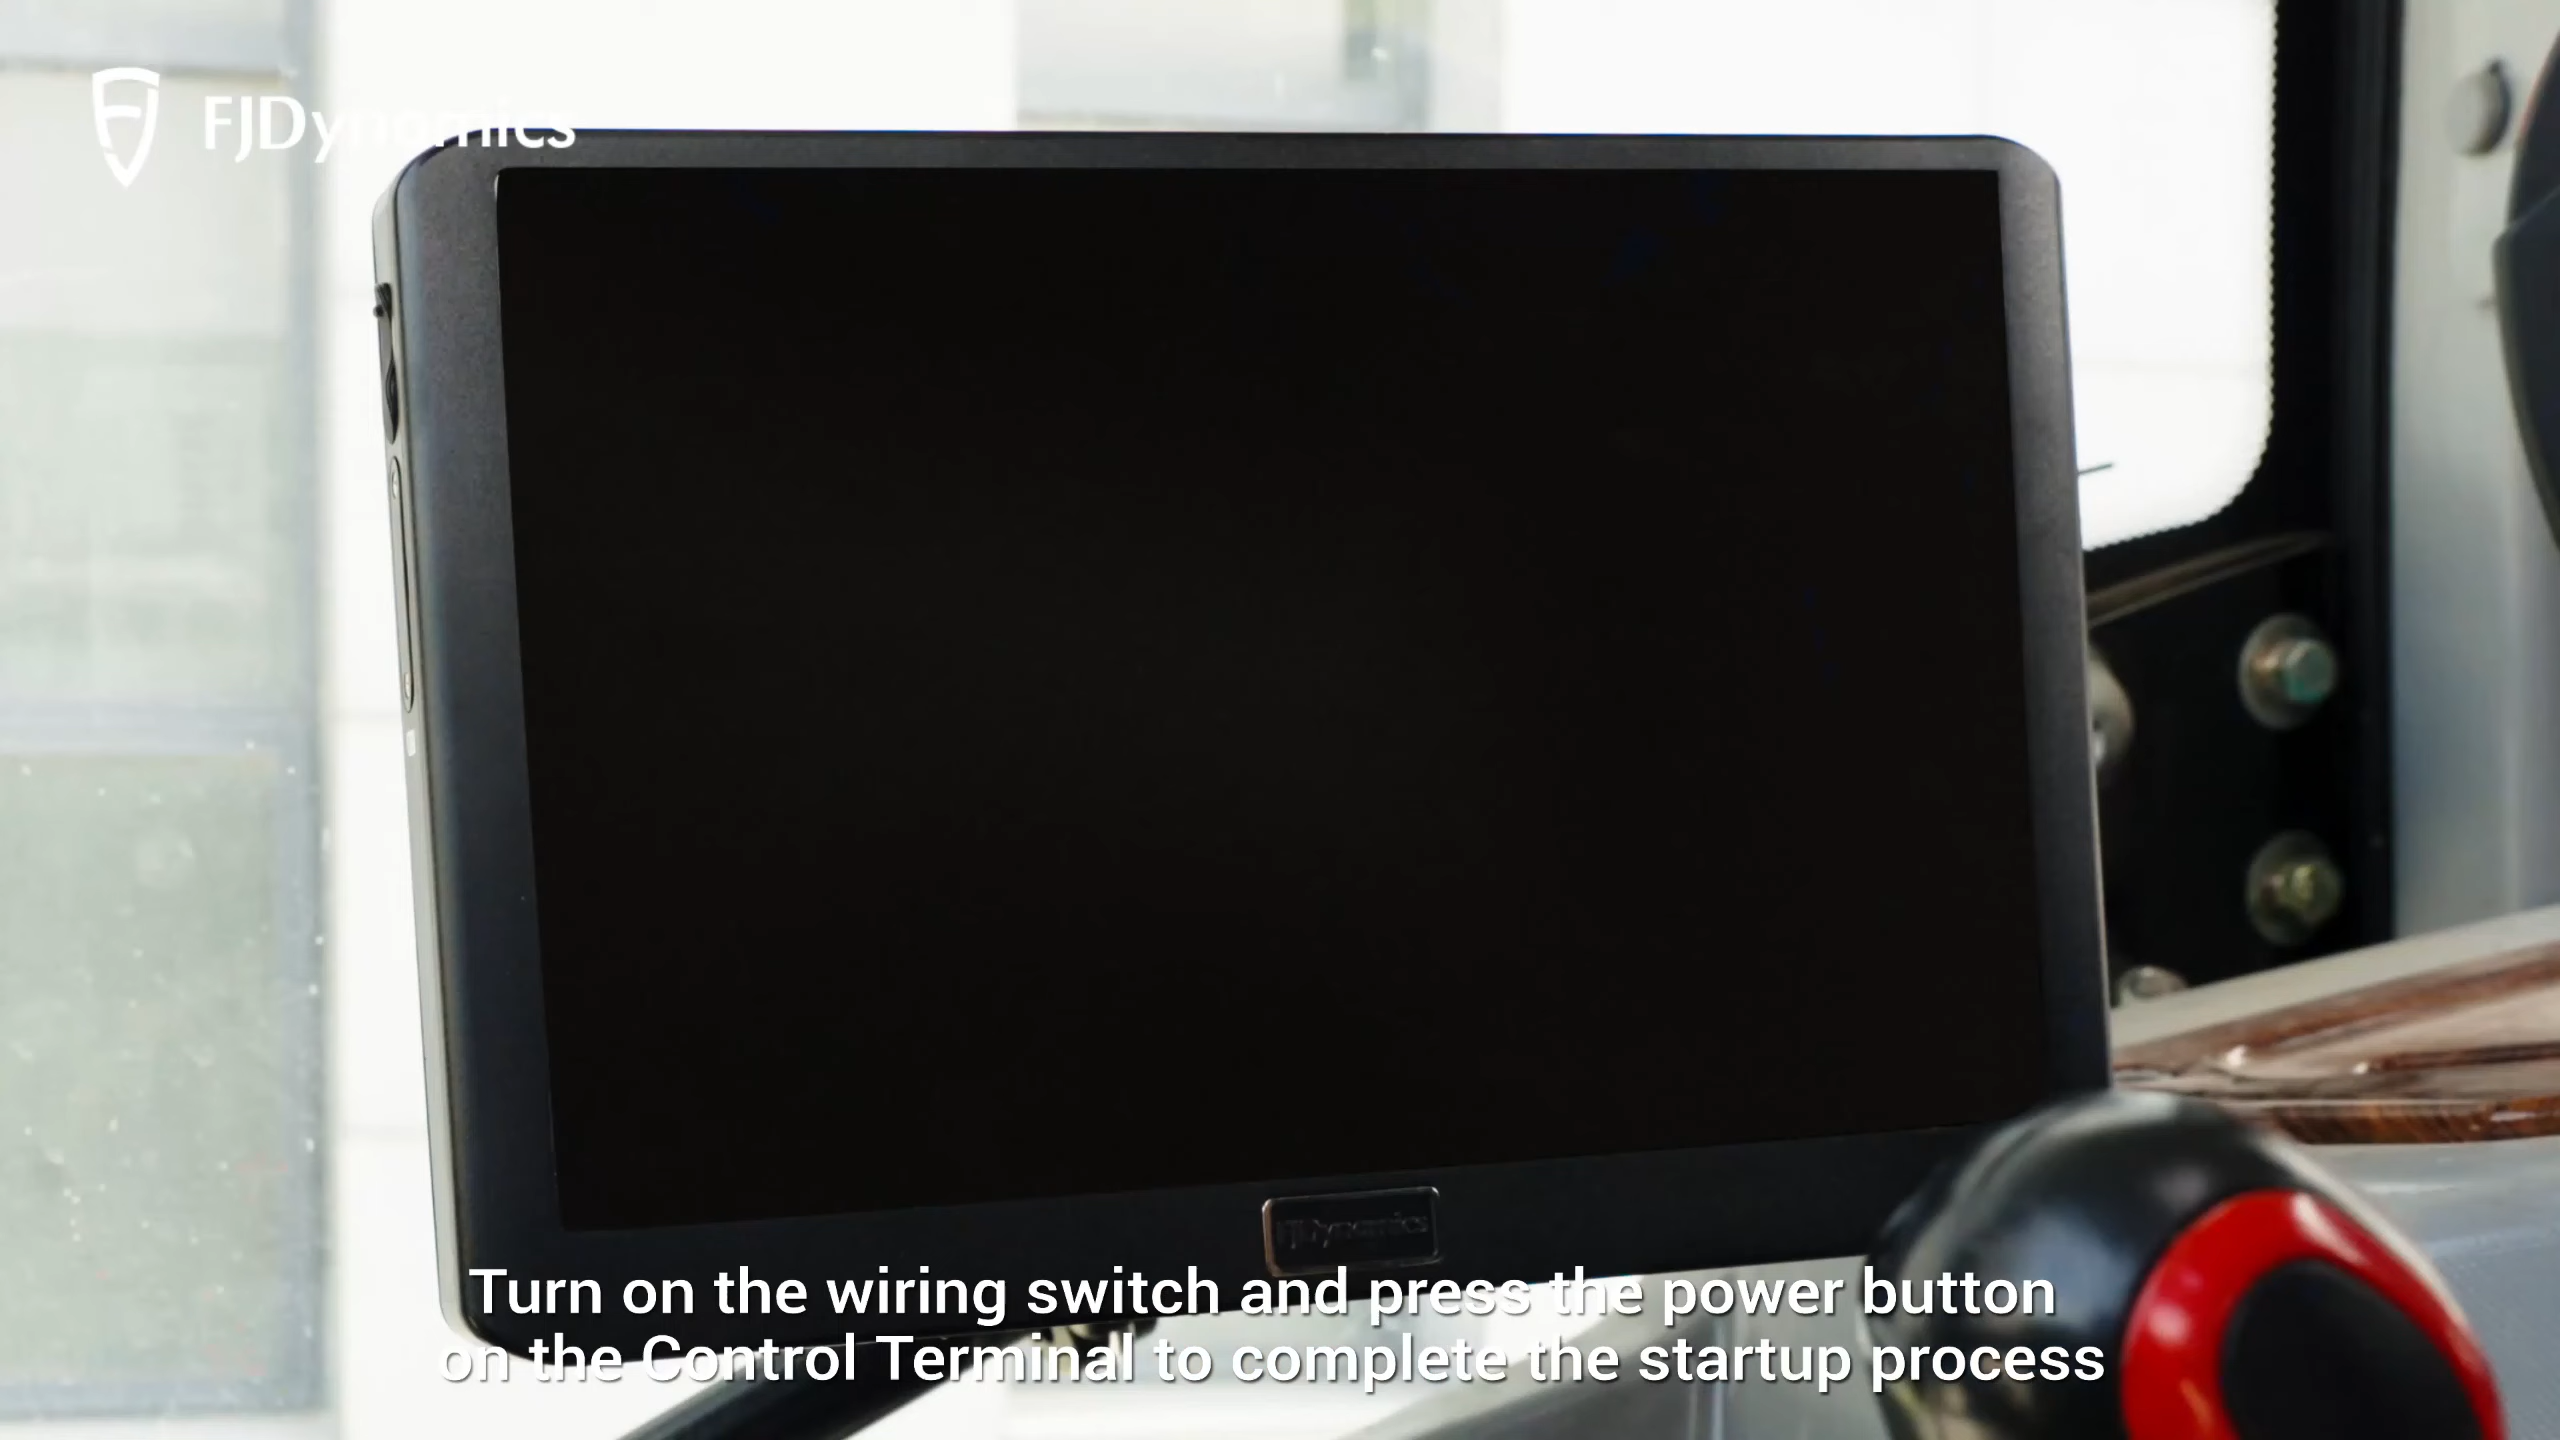 FJDynamics
FJDynamics
Turn on the wiring switch and press the power button
on the Control Terminal to complete the startup process